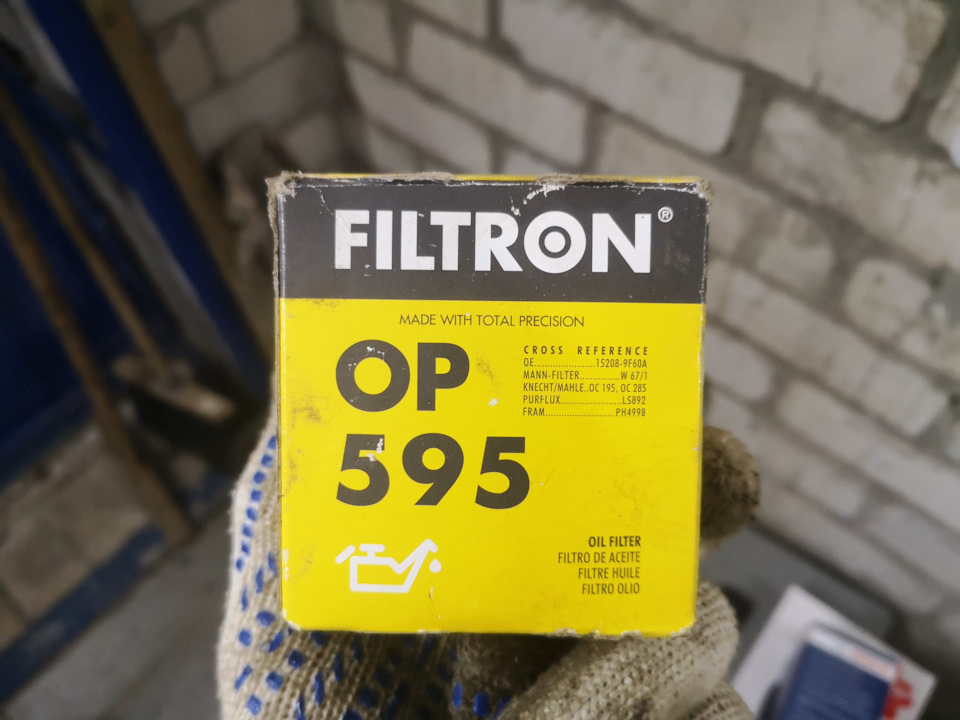 FILTRON®
MADE WITH TOTAL PRECISION
OP
595
CROSS REFERENCE
OE......................15208-9F60A
MANN-FILTER...............W 67/1
KNECHT/MAHLE..OC 195, OC 285
PURFLUX......................LS892
FRAM.........................PH4998
OIL FILTER
FILTRO DE ACEITE
FILTRE HUILE
FILTRO OLIO